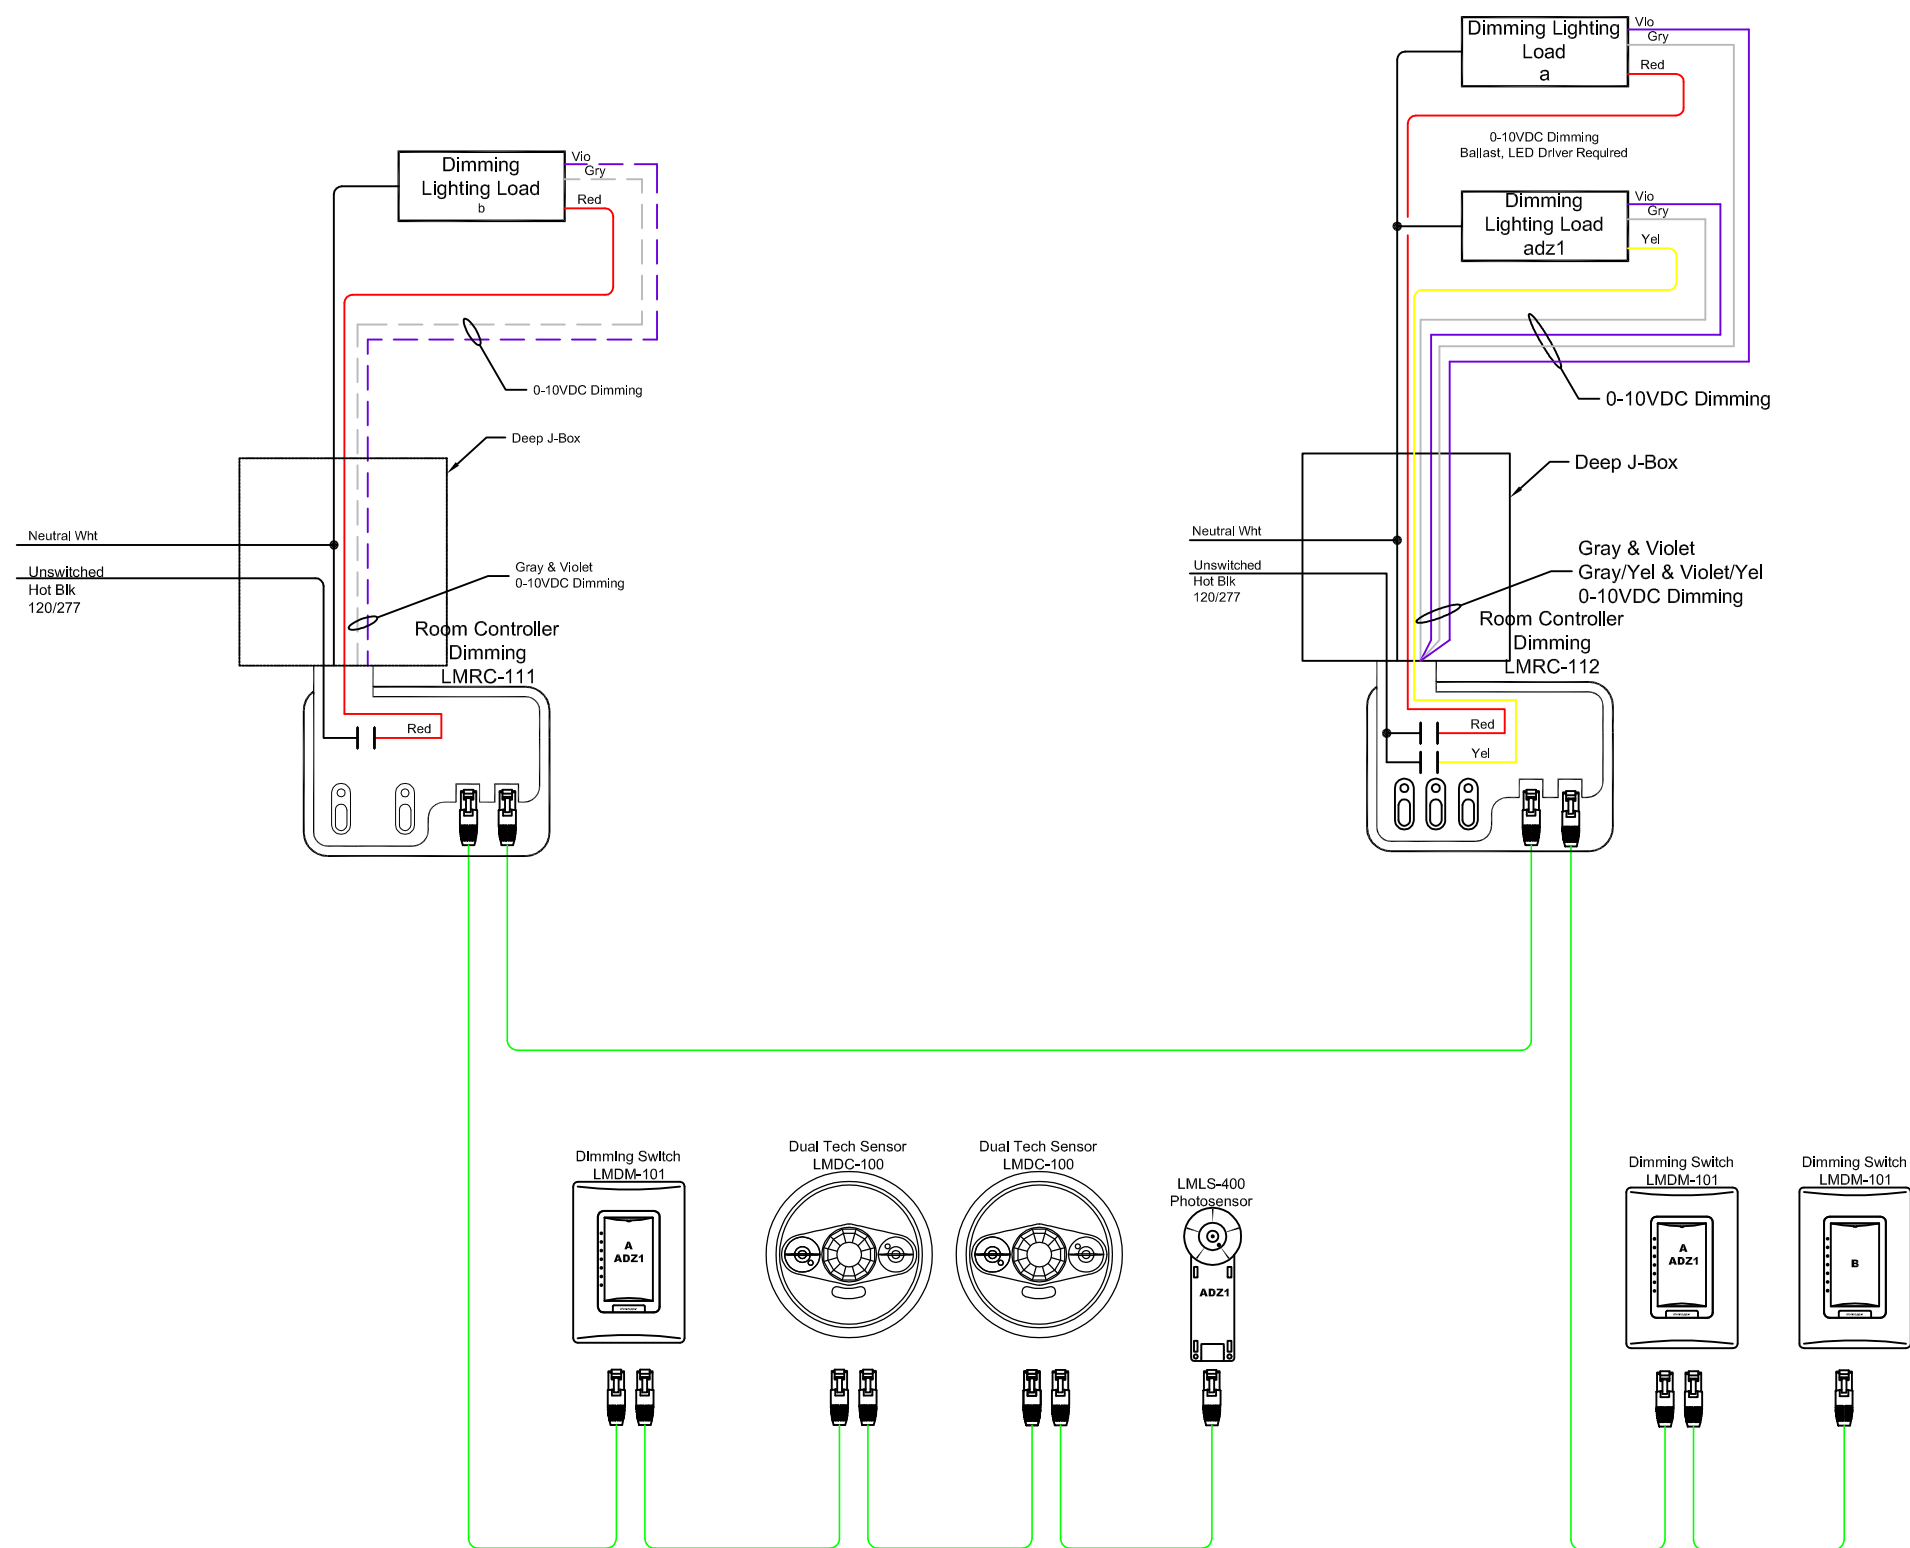 Dimming Lighting
Load
a
Vio
Gry
Red
0-10VDC Dimming
Ballast, LED Driver Required
Dimming
Lighting Load
adz1
Vio
Gry
Yel
0-10VDC Dimming
Deep J-Box
Neutral Wht
Unswitched
Hot Blk
120/277
Gray & Violet
Gray/Yel & Violet/Yel
0-10VDC Dimming
Room Controller
Dimming
LMRC-112
Red
Yel
Dimming
Lighting Load
b
Vio
Gry
Red
0-10VDC Dimming
Deep J-Box
Neutral Wht
Unswitched
Hot Blk
120/277
Gray & Violet
0-10VDC Dimming
Room Controller
Dimming
LMRC-111
Red
Dimming Switch
LMDM-101
A
ADZ1
Dual Tech Sensor
LMDC-100
Dual Tech Sensor
LMDC-100
LMLS-400
Photosensor
ADZ1
Dimming Switch
LMDM-101
A
ADZ1
Dimming Switch
LMDM-101
B